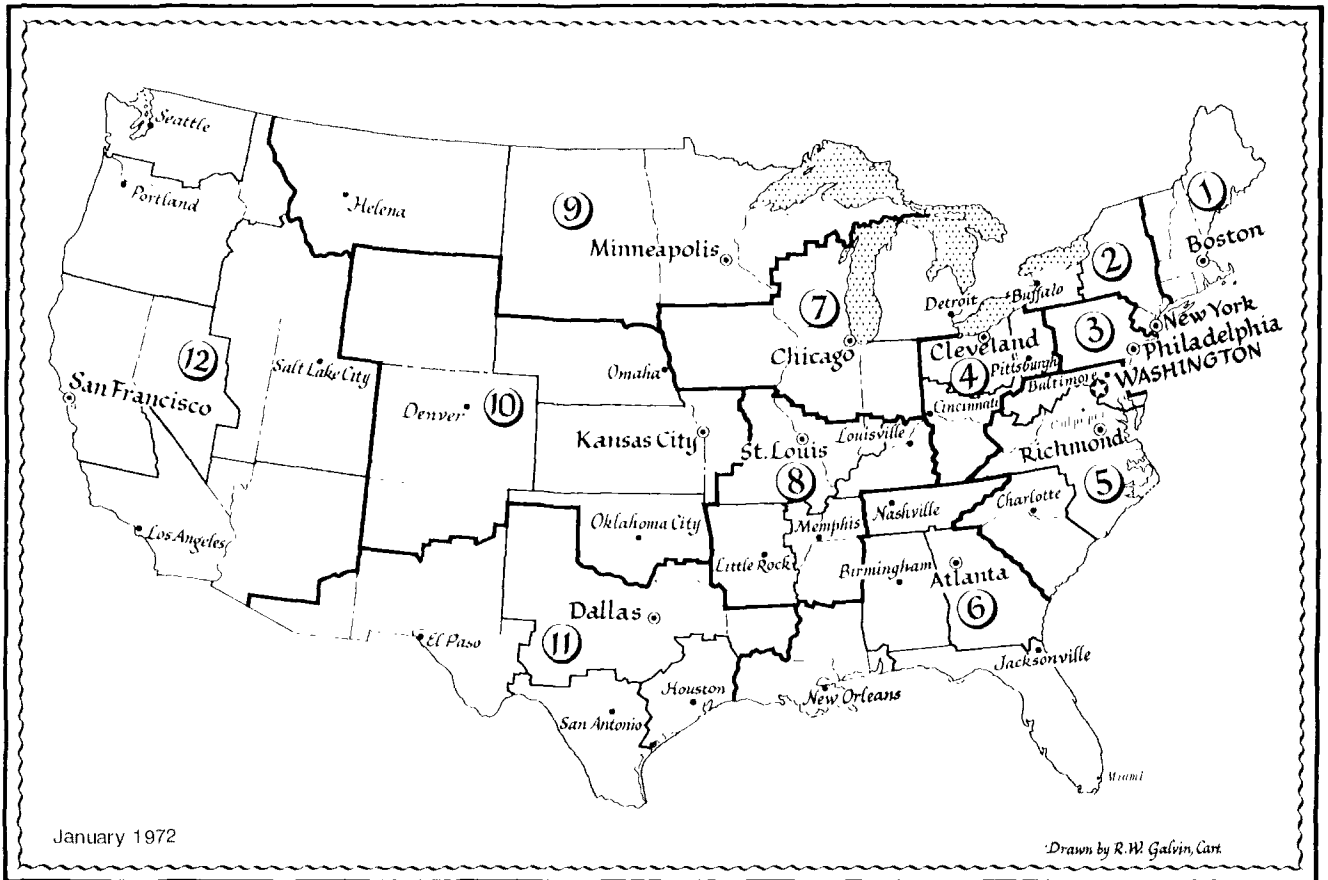 Seattle
Portland
Helena
9
Minneapolis
1
Boston
2
Detroit
Buffalo
7
3
New York
Philadelphia
Chicago
Cleveland
Pittsburgh
4
Baltimore
WASHINGTON
Cincinnati
12
Salt Lake City
Omaha
San Francisco
Denver
10
Kansas City
St. Louis
Louisville
Culpeper
Richmond
8
5
Los Angeles
Oklahoma City
Memphis
Nashville
Charlotte
Little Rock
Birmingham
Atlanta
6
Dallas
El Paso
11
Houston
San Antonio
New Orleans
Jacksonville
Miami
January 1972
Drawn by R.W. Galvin, Cart.